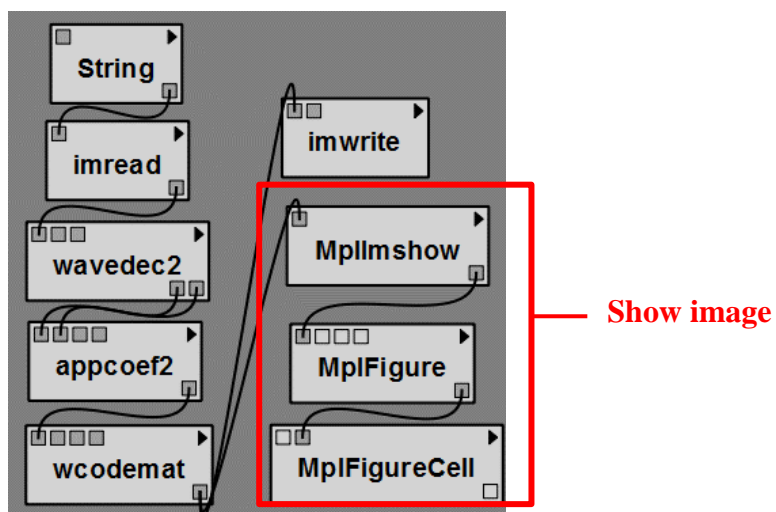 String
imread
wavedec2
appcoef2
wcodemat
imwrite
MplImshow
MplFigure
MplFigureCell
Show image